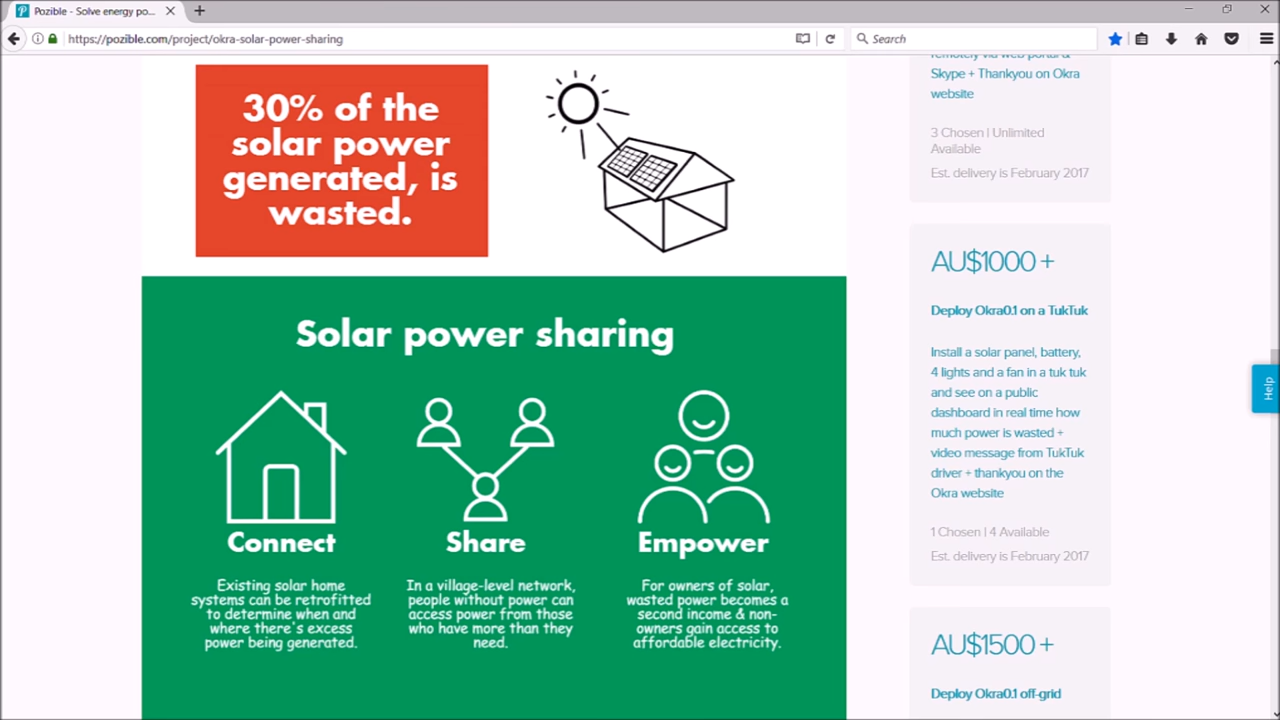 Pozible - Solve energy po...
https://pozible.com/project/okra-solar-power-sharing
Search
30% of the
solar power
generated, is
wasted.
Solar power sharing
Connect
Existing solar home
systems can be retrofitted
to determine when and
where there's excess
power being generated.
Share
In a village-level network,
people without power can
access power from those
who have more than they
need.
Empower
For owners of solar,
wasted power becomes a
second income & non-
owners gain access to
affordable electricity.
remotely via web portal &
Skype + Thankyou on Okra
website
3 Chosen | Unlimited
Available
Est. delivery is February 2017
AU$1000 +
Deploy Okra0.1 on a TukTuk
Install a solar panel, battery,
4 lights and a fan in a tuk tuk
and see on a public
dashboard in real time how
much power is wasted +
video message from TukTuk
driver + thankyou on the
Okra website
1 Chosen | 4 Available
Est. delivery is February 2017
AU$1500 +
Deploy Okra0.1 off-grid
Help